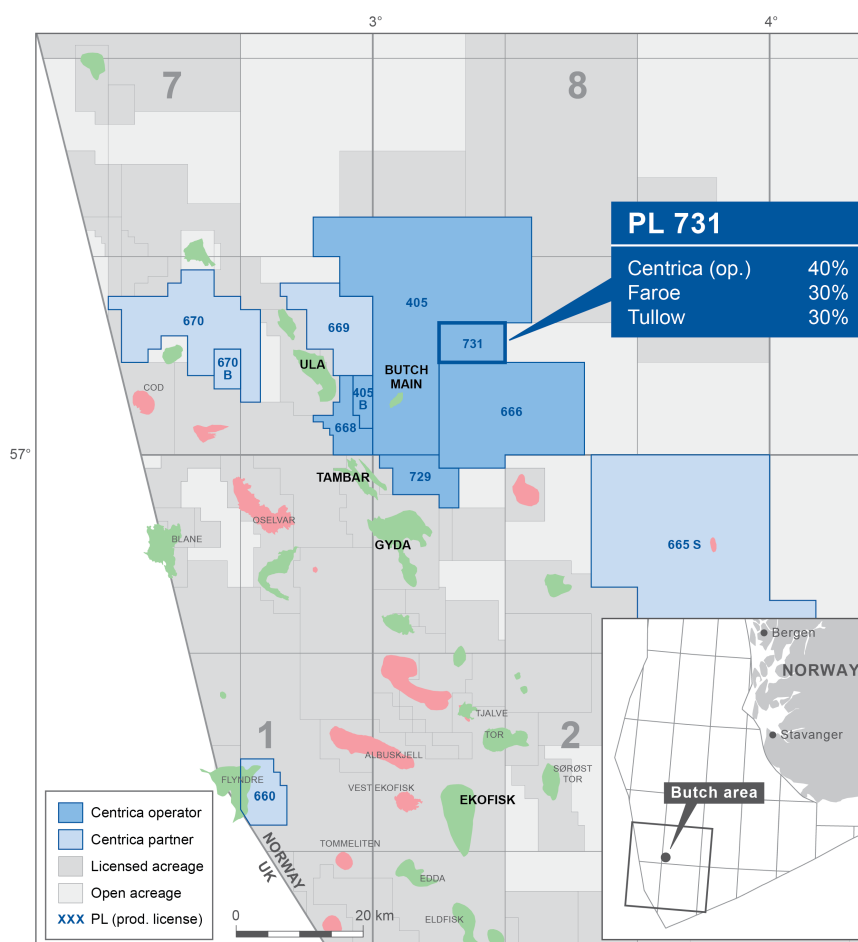 3°
4°
7
8
PL 731
Centrica (op.) 40%
Faroe 30%
Tullow 30%
405
670
669
731
670
B
ULA
BUTCH
MAIN
COD
405
B
668
666
57°
TAMBAR
729
OSELVAR
BLANE
GYDA
665 S
Bergen
NORWAY
Stavanger
TJALVE
TOR
1
2
ALBUSKJELL
FLYNDRE
SØRØST
TOR
VEST EKOFISK
660
EKOFISK
Butch area
Centrica operator
Centrica partner
Licensed acreage
Open acreage
XXX PL (prod. license)
NORWAY
UK
TOMMELITEN
EDDA
ELDFISK
0 20 km